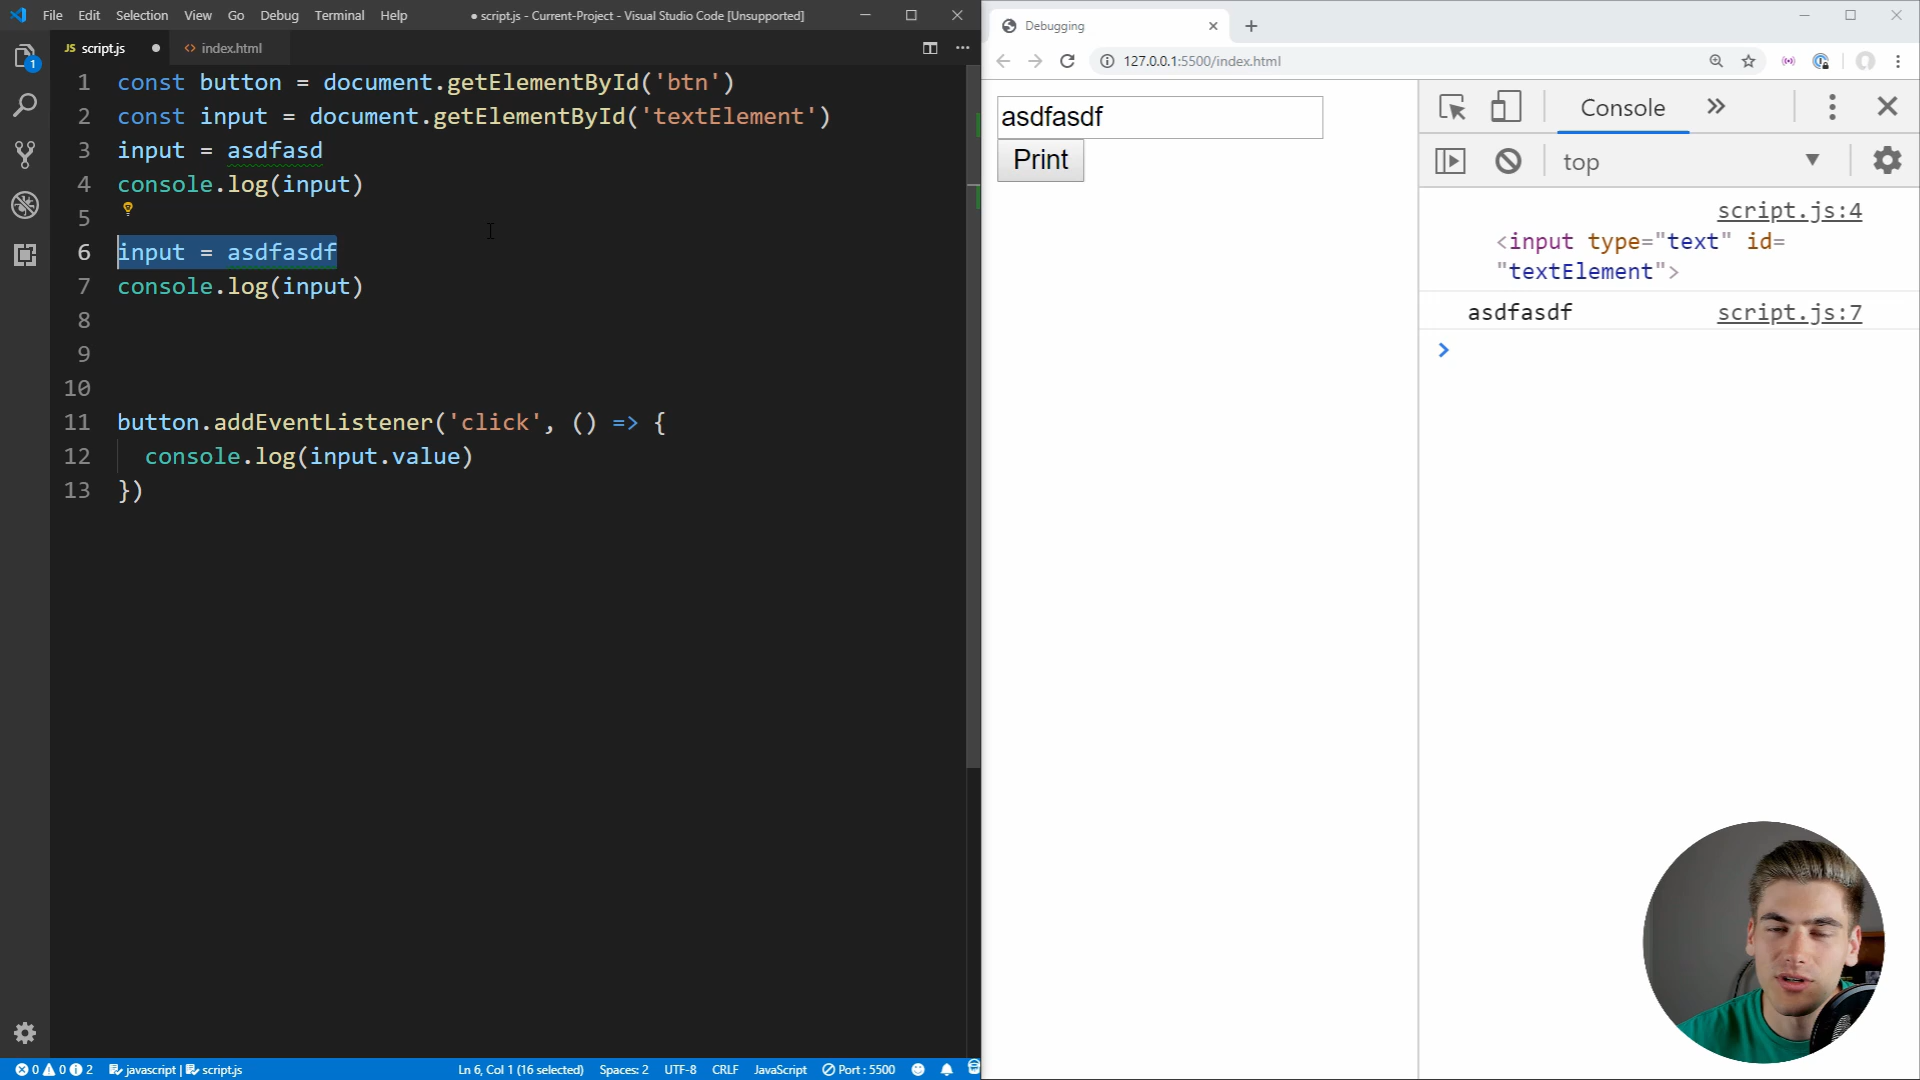 File Edit Selection View Go Debug Terminal Help
● script.js - Current-Project - Visual Studio Code [Unsupported]
JS script.js ● <> index.html
1 const button = document.getElementById('btn')
2 const input = document.getElementById('textElement')
3 input = asdfasd
4 console.log(input)
5
6 input = asdfasdf
7 console.log(input)
8
9
10
11 button.addEventListener('click', () => {
12 console.log(input.value)
13 })
1
0 0 2 javascript | script.js
Ln 6, Col 1 (16 selected) Spaces: 2 UTF-8 CRLF JavaScript Port : 5500
Debugging
127.0.0.1:5500/index.html
asdfasdf
Print
Console
top
script.js:4
<input type="text" id=
"textElement">
asdfasdf script.js:7